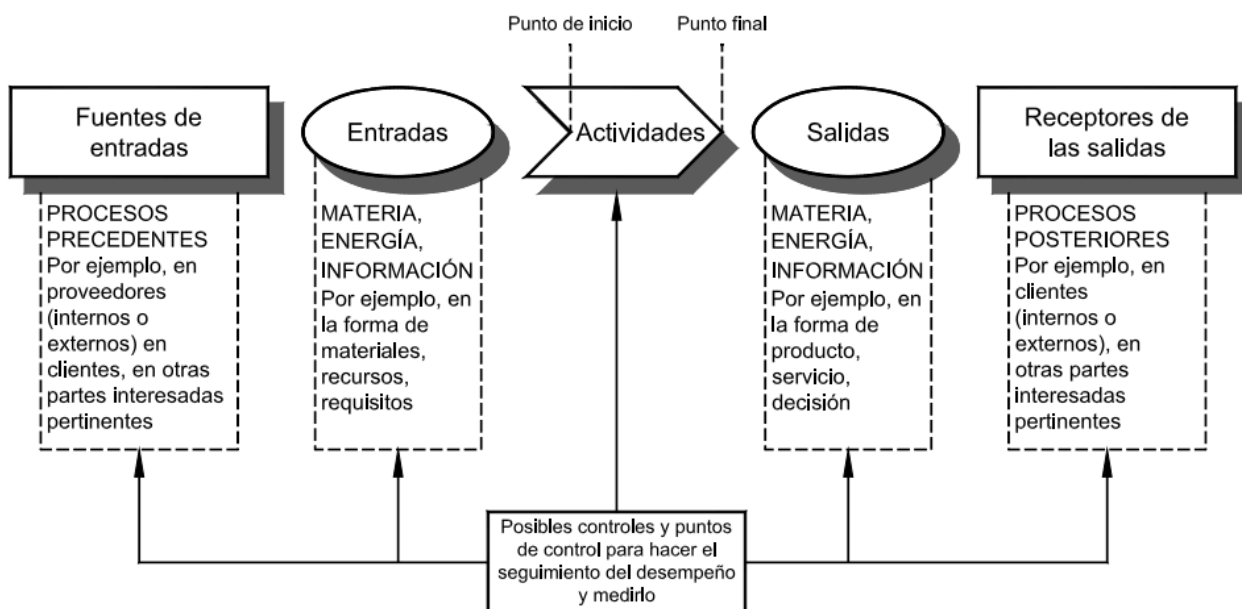 Punto de inicio
Punto final
Fuentes de
entradas
Entradas
Actividades
Salidas
Receptores de
las salidas
PROCESOS
PRECEDENTES
Por ejemplo, en
proveedores
(internos o
externos) en
clientes, en otras
partes interesadas
pertinentes
MATERIA,
ENERGÍA,
INFORMACIÓN
Por ejemplo, en
la forma de
materiales,
recursos,
requisitos
MATERIA,
ENERGÍA,
INFORMACIÓN
Por ejemplo, en
la forma de
producto,
servicio,
decisión
PROCESOS
POSTERIORES
Por ejemplo, en
clientes
(internos o
externos), en
otras partes
interesadas
pertinentes
Posibles controles y puntos
de control para hacer el
seguimiento del desempeño
y medirlo